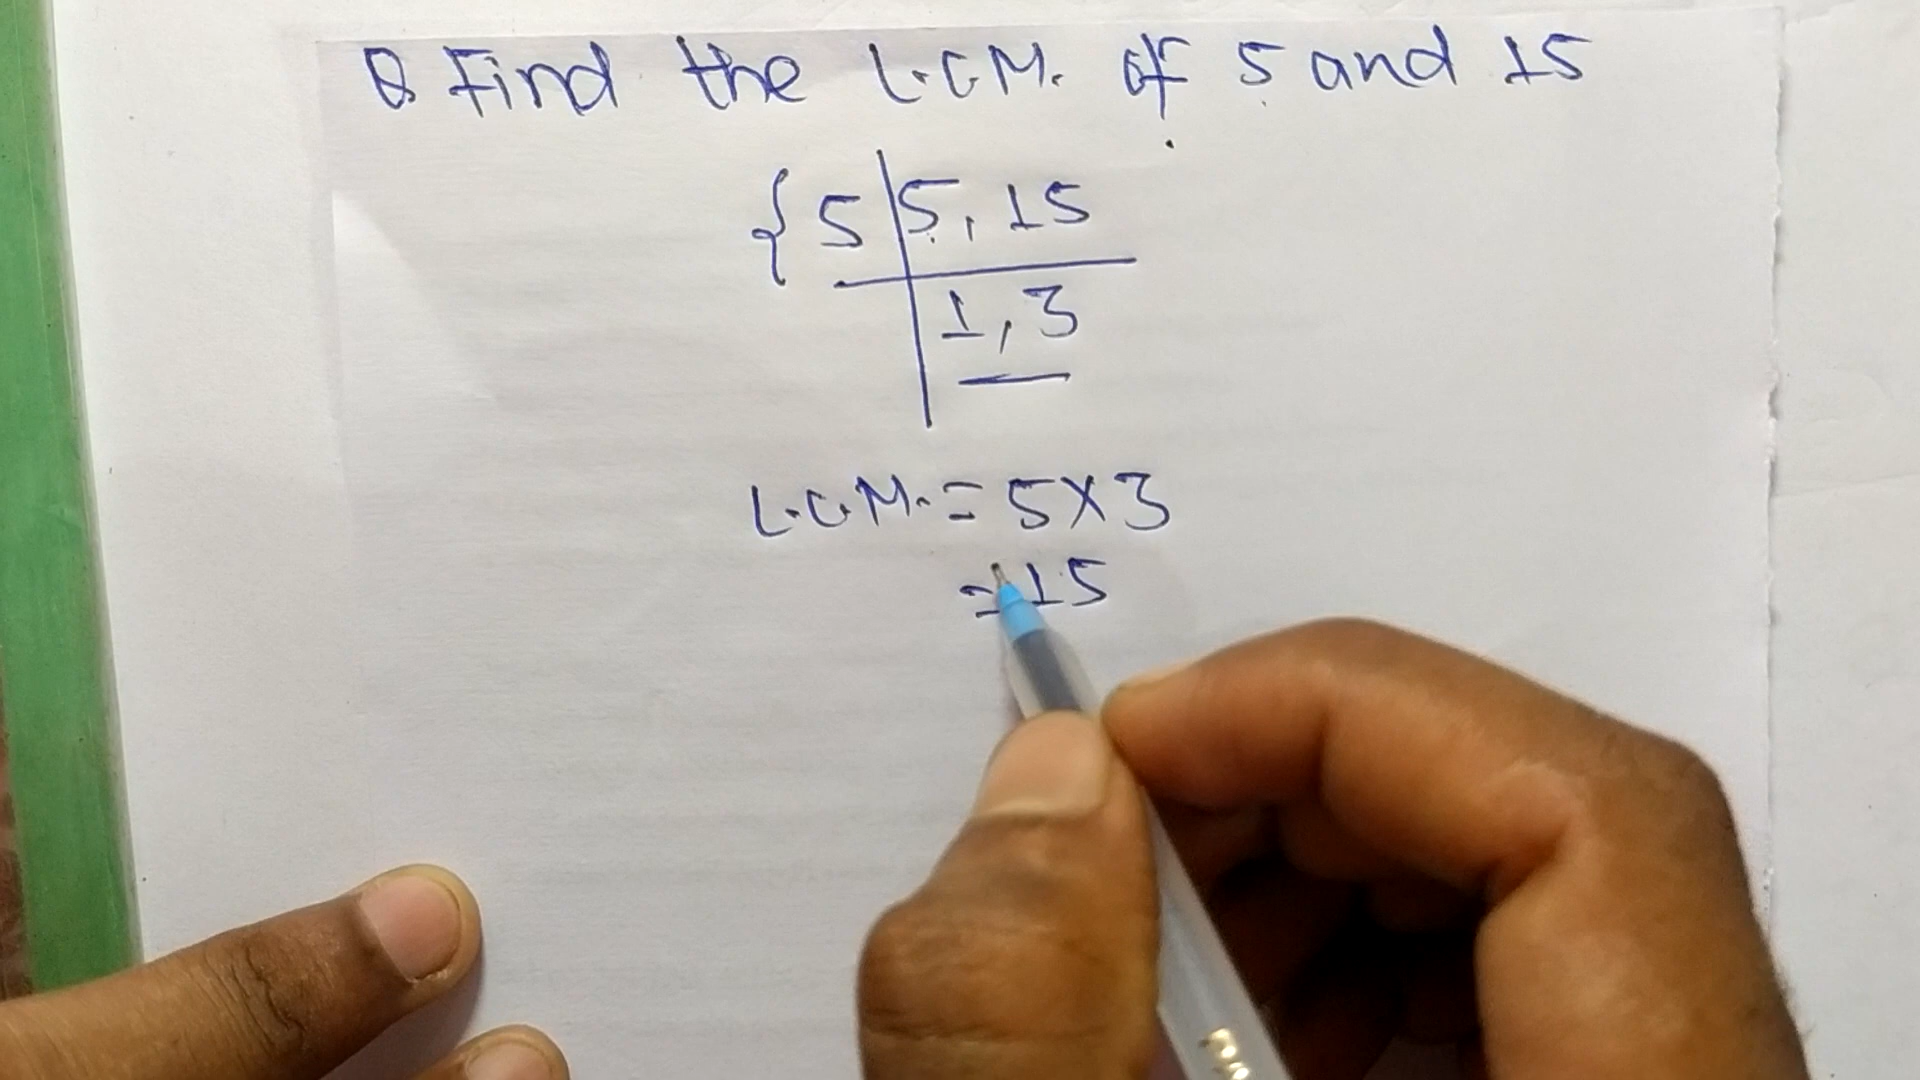 Q Find the L.C.M. of 5 and 15
{ 5 | 5, 15
1, 3
L.C.M. = 5 X 3
= 15